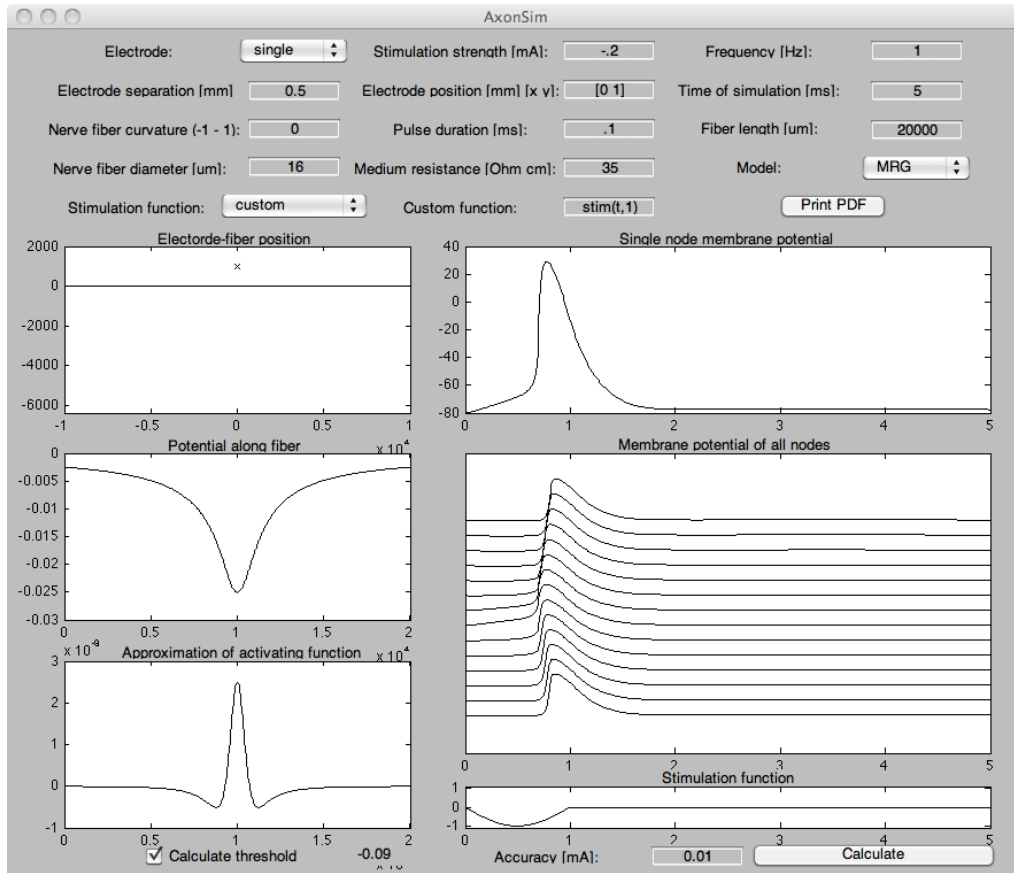 AxonSim
Electrode: single Stimulation strength [mA]: -.2 Frequency [Hz]: 1
Electrode separation [mm] 0.5 Electrode position [mm] [x y]: [0 1] Time of simulation [ms]: 5
Nerve fiber curvature (-1 - 1): 0 Pulse duration [ms]: .1 Fiber length [um]: 20000
Nerve fiber diameter [um]: 16 Medium resistance [Ohm cm]: 35 Model: MRG
Stimulation function: custom Custom function: stim(t,1) Print PDF
Electorde-fiber position
2000
0
-2000
-4000
-6000
-1 -0.5 0 0.5 1
x 10⁴
Single node membrane potential
40
20
0
-20
-40
-60
-80
0 1 2 3 4 5
Potential along fiber
0
-0.005
-0.01
-0.015
-0.02
-0.025
-0.03
0 0.5 1 1.5 2
x 10⁴
Membrane potential of all nodes
0 1 2 3 4 5
Approximation of activating function
x 10⁻⁹
3
2
1
0
-1
0 0.5 1 1.5 2
Stimulation function
1
0
-1
0 1 2 3 4 5
Calculate threshold -0.09 Accuracy [mA]: 0.01 Calculate